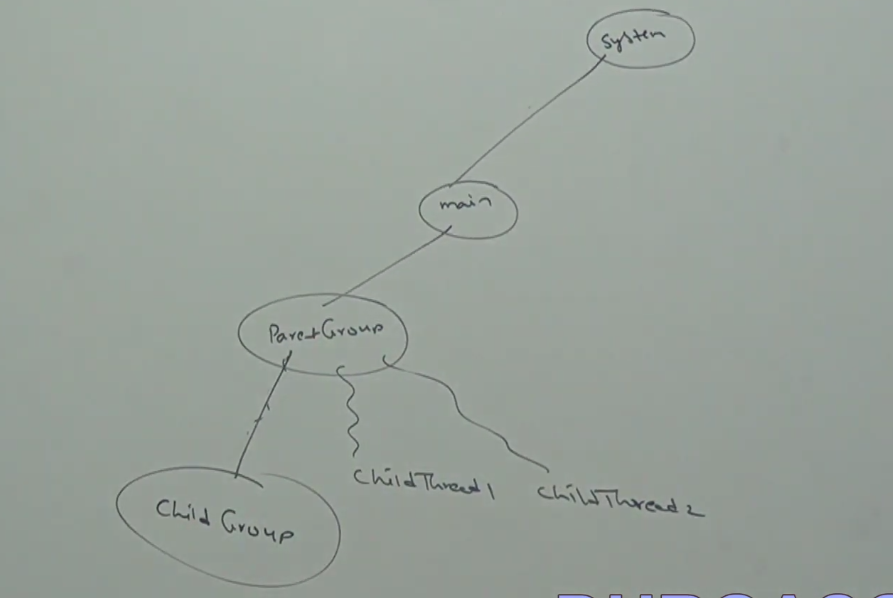 System
main
ParentGroup
Child Group
ChildThread1
ChildThread2